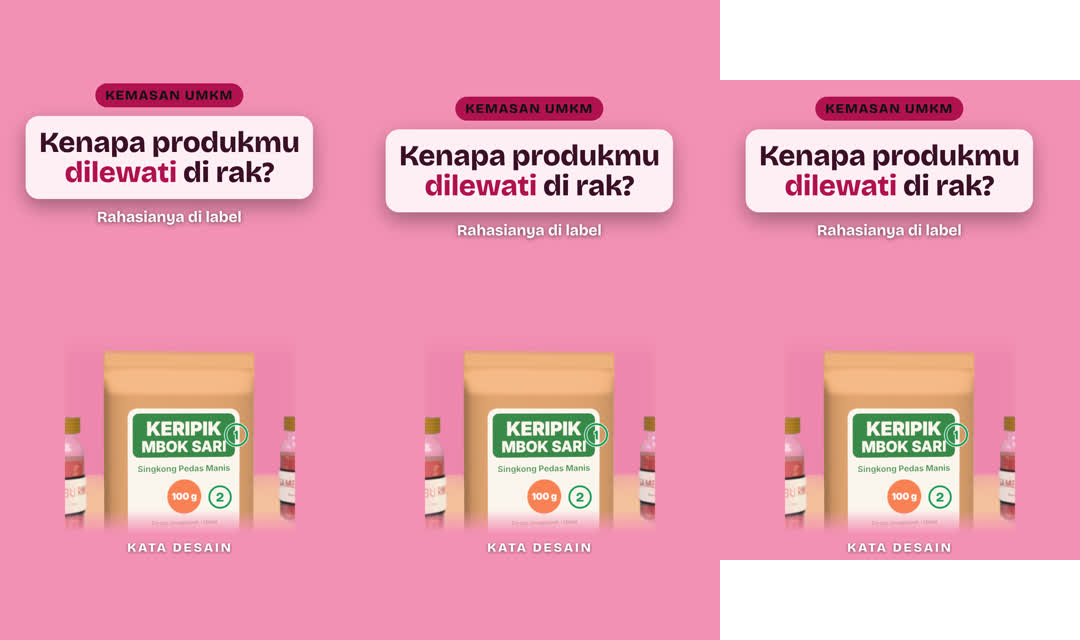 KEMASAN UMKM
Kenapa produkmu
dilewati di rak?
Rahasianya di label
KERIPIK
MBOK SARI
1
Singkong Pedas Manis
100 g
2
KATA DESAIN
KEMASAN UMKM
Kenapa produkmu
dilewati di rak?
Rahasianya di label
KERIPIK
MBOK SARI
1
Singkong Pedas Manis
100 g
2
KATA DESAIN
KEMASAN UMKM
Kenapa produkmu
dilewati di rak?
Rahasianya di label
KERIPIK
MBOK SARI
1
Singkong Pedas Manis
100 g
2
KATA DESAIN